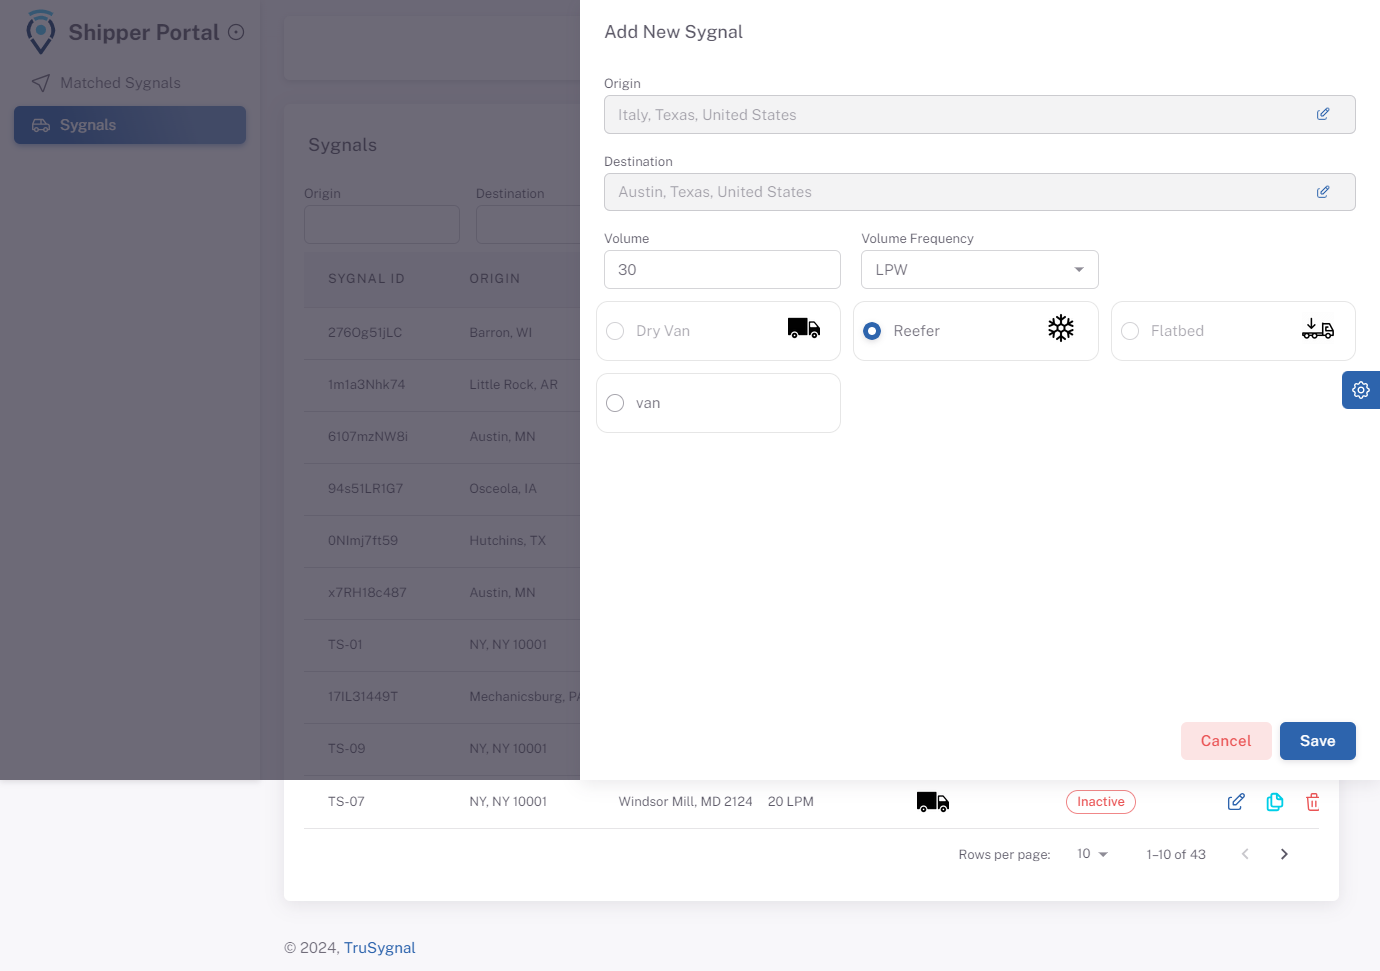 Shipper Portal
Matched Sygnals
Sygnals
Sygnals
Origin
Destination
SYGNAL ID ORIGIN
276Og51jLC Barron, WI
1m1a3Nhk74 Little Rock, AR
6107mzNW8i Austin, MN
94s51LR1G7 Osceola, IA
0NImj7ft59 Hutchins, TX
x7RH18c487 Austin, MN
TS-01 NY, NY 10001
17IL31449T Mechanicsburg, PA
TS-09 NY, NY 10001
TS-07 NY, NY 10001 Windsor Mill, MD 2124 20 LPM Inactive
Rows per page: 10 1–10 of 43
© 2024, TruSygnal
Add New Sygnal
Origin
Italy, Texas, United States
Destination
Austin, Texas, United States
Volume Volume Frequency
30 LPW
Dry Van Reefer Flatbed
van
Cancel Save